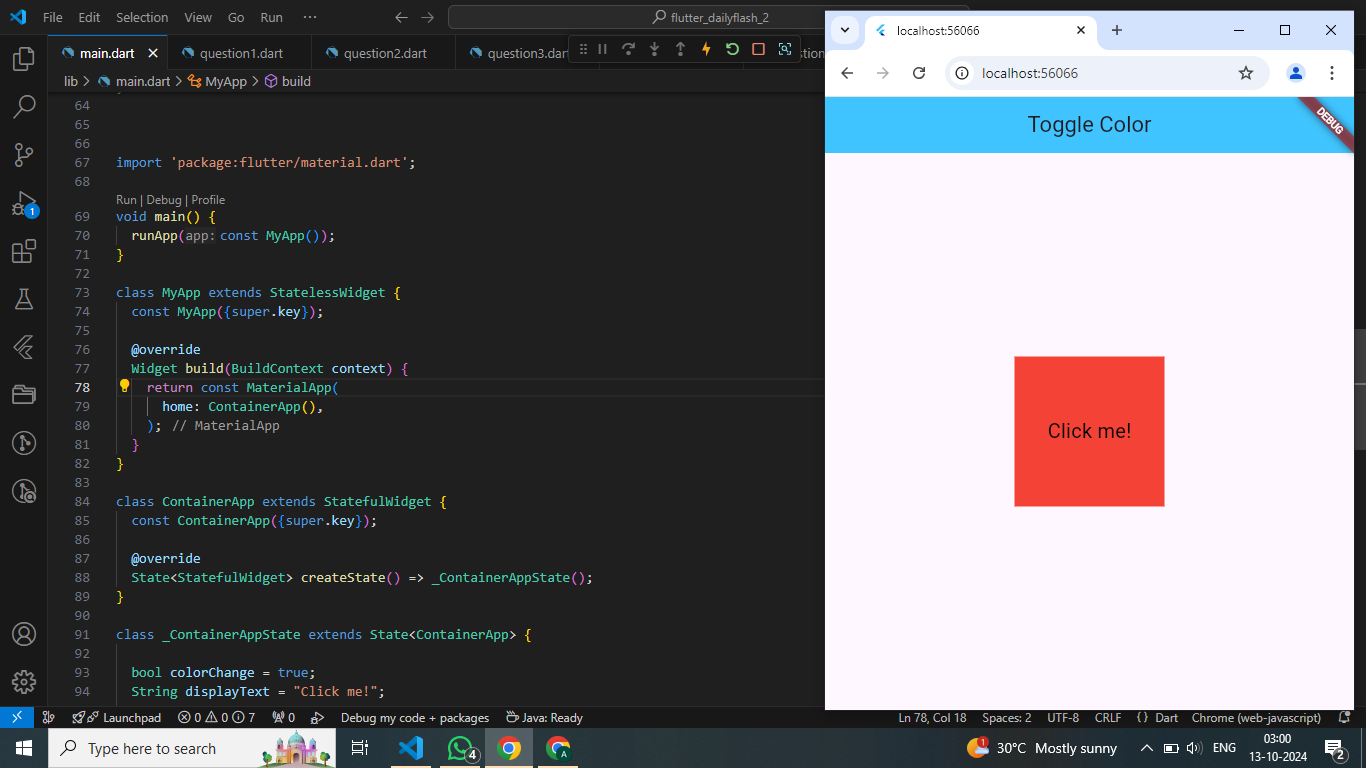 File Edit Selection View Go Run ··· flutter_dailyflash_2
main.dart question1.dart question2.dart question3.dart
lib > main.dart > MyApp > build
64
65
66
67 import 'package:flutter/material.dart';
68
Run | Debug | Profile
69 void main() {
70 runApp(app: const MyApp());
71 }
72
73 class MyApp extends StatelessWidget {
74 const MyApp({super.key});
75
76 @override
77 Widget build(BuildContext context) {
78 return const MaterialApp(
79 home: ContainerApp(),
80 ); // MaterialApp
81 }
82 }
83
84 class ContainerApp extends StatefulWidget {
85 const ContainerApp({super.key});
86
87 @override
88 State<StatefulWidget> createState() => _ContainerAppState();
89 }
90
91 class _ContainerAppState extends State<ContainerApp> {
92
93 bool colorChange = true;
94 String displayText = "Click me!";
1
localhost:56066
localhost:56066
Toggle Color
DEBUG
Click me!
Launchpad 0 0 7 0 Debug my code + packages Java: Ready Ln 78, Col 18 Spaces: 2 UTF-8 CRLF {} Dart Chrome (web-javascript)
Type here to search 4 A 1 30°C Mostly sunny ENG 03:00 2
13-10-2024